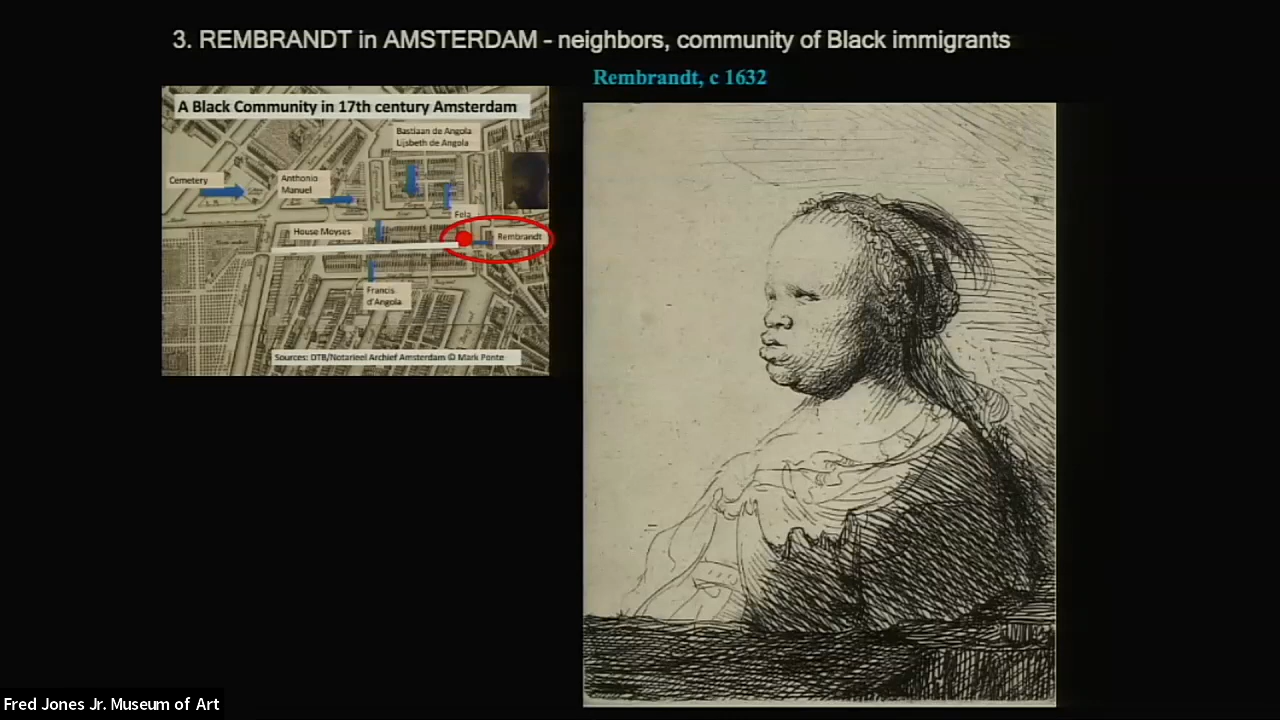 3. REMBRANDT in AMSTERDAM - neighbors, community of Black immigrants
Rembrandt, c 1632
A Black Community in 17th century Amsterdam
Bastiaan de Angola
Lijsbeth de Angola
Cemetery
Anthonio
Manuel
Fela
House Moyses
Rembrandt
Francis
d'Angola
Sources: DTB/Notarieel Archief Amsterdam © Mark Ponte
Fred Jones Jr. Museum of Art